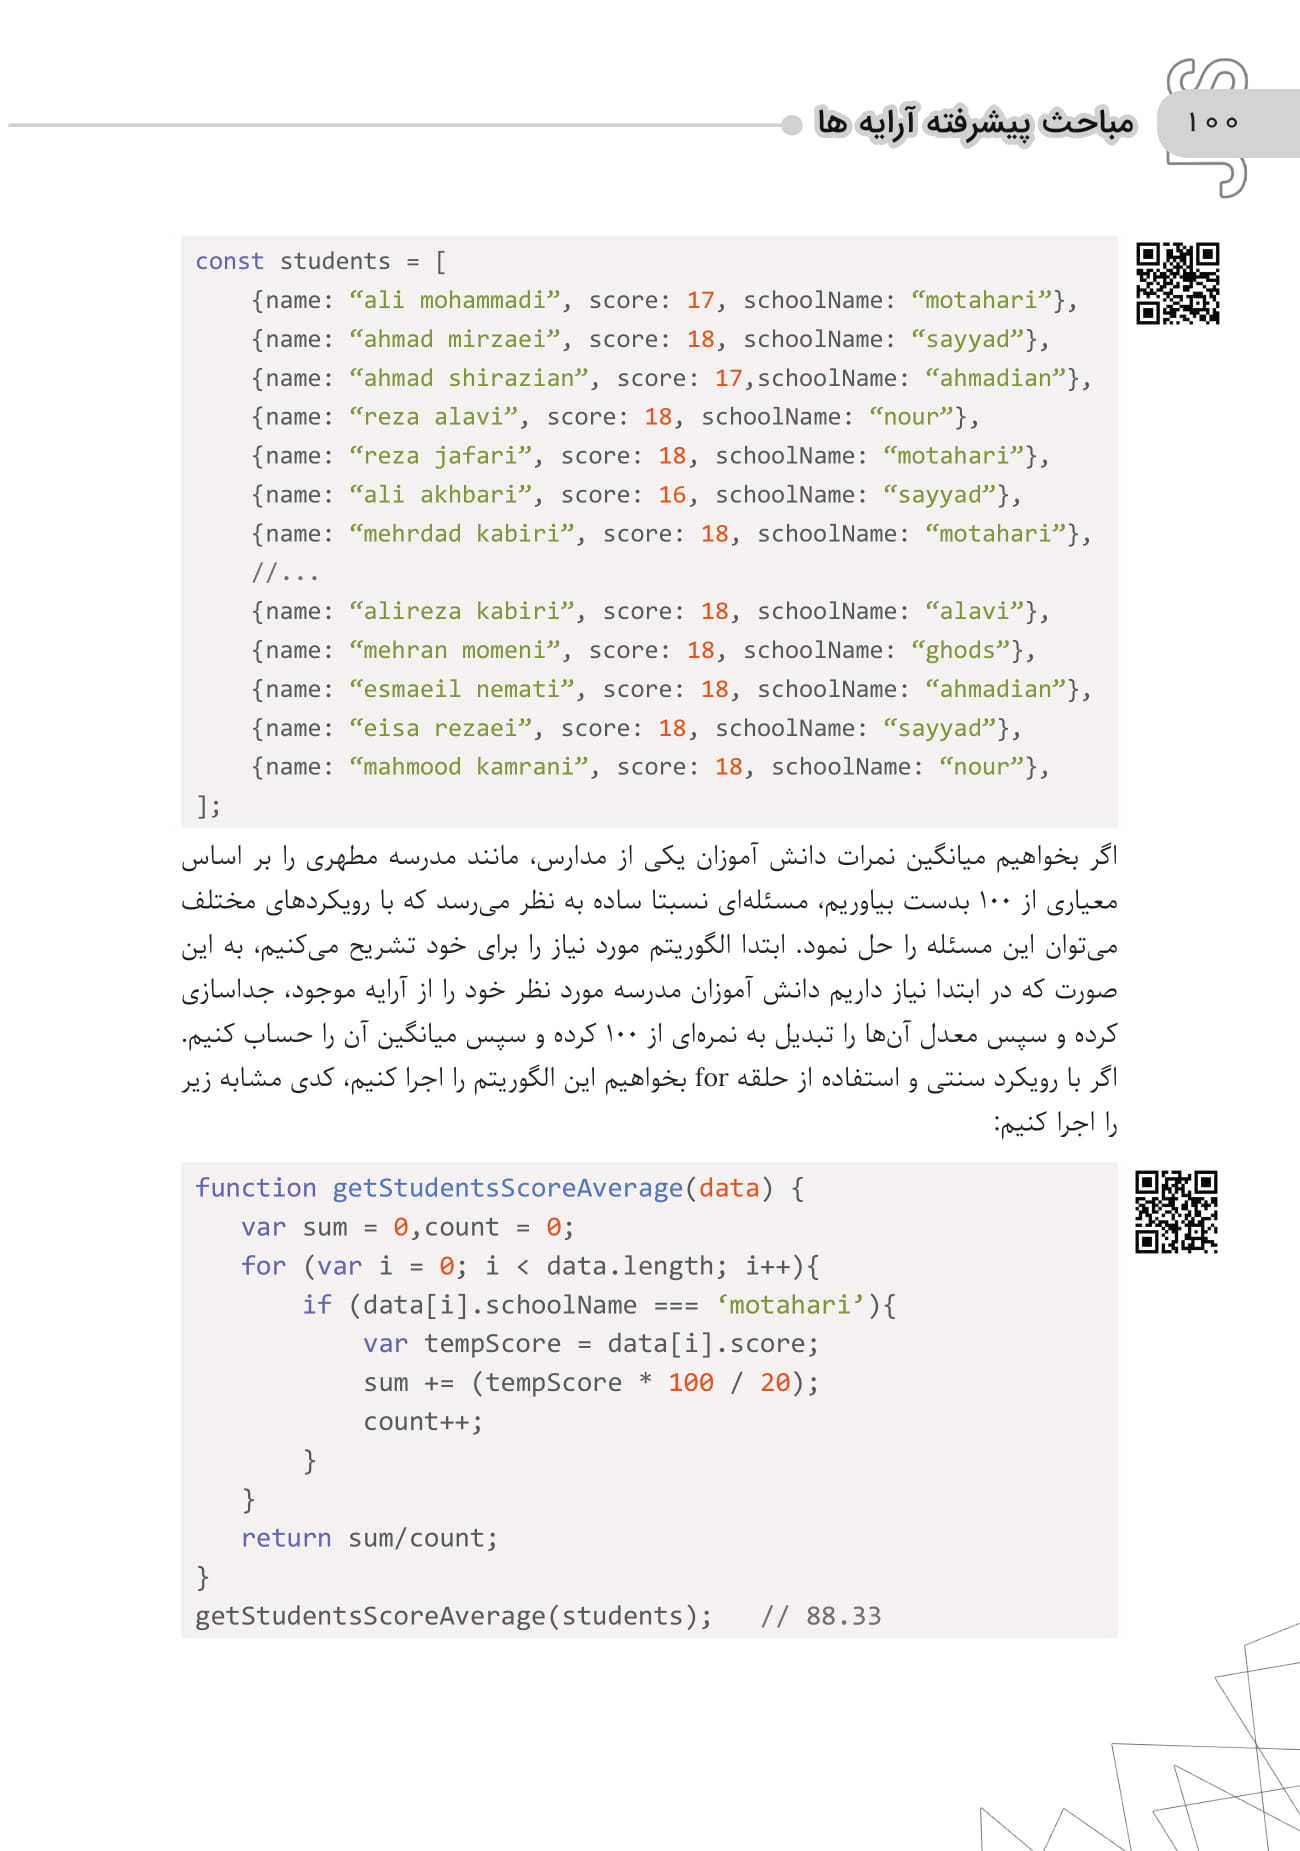 ۱۰۰
مباحث پیشرفته آرایه ها
const students = [
    {name: “ali mohammadi”, score: 17, schoolName: “motahari”},
    {name: “ahmad mirzaei”, score: 18, schoolName: “sayyad”},
    {name: “ahmad shirazian”, score: 17,schoolName: “ahmadian”},
    {name: “reza alavi”, score: 18, schoolName: “nour”},
    {name: “reza jafari”, score: 18, schoolName: “motahari”},
    {name: “ali akhbari”, score: 16, schoolName: “sayyad”},
    {name: “mehrdad kabiri”, score: 18, schoolName: “motahari”},
    //...
    {name: “alireza kabiri”, score: 18, schoolName: “alavi”},
    {name: “mehran momeni”, score: 18, schoolName: “ghods”},
    {name: “esmaeil nemati”, score: 18, schoolName: “ahmadian”},
    {name: “eisa rezaei”, score: 18, schoolName: “sayyad”},
    {name: “mahmood kamrani”, score: 18, schoolName: “nour”},
];
اگر بخواهیم میانگین نمرات دانش آموزان یکی از مدارس، مانند مدرسه مطهری را بر اساس
معیاری از ۱۰۰ بدست بیاوریم، مسئله‌ای نسبتا ساده به نظر می‌رسد که با رویکردهای مختلف
می‌توان این مسئله را حل نمود. ابتدا الگوریتم مورد نیاز را برای خود تشریح می‌کنیم، به این
صورت که در ابتدا نیاز داریم دانش آموزان مدرسه مورد نظر خود را از آرایه موجود، جداسازی
کرده و سپس معدل آن‌ها را تبدیل به نمره‌ای از ۱۰۰ کرده و سپس میانگین آن را حساب کنیم.
اگر با رویکرد سنتی و استفاده از حلقه for بخواهیم این الگوریتم را اجرا کنیم، کدی مشابه زیر
را اجرا کنیم:
function getStudentsScoreAverage(data) {
   var sum = 0,count = 0;
   for (var i = 0; i < data.length; i++){
       if (data[i].schoolName === ‘motahari’){
           var tempScore = data[i].score;
           sum += (tempScore * 100 / 20);
           count++;
       }
   }
   return sum/count;
}
getStudentsScoreAverage(students);   // 88.33